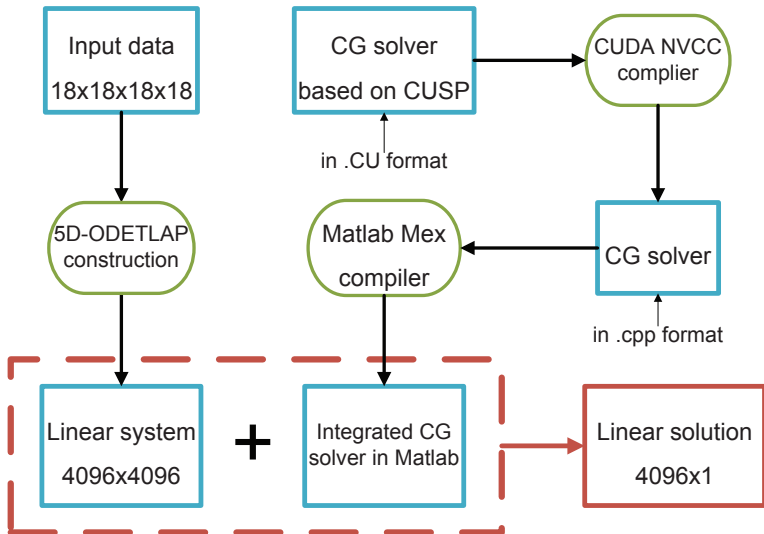 Input data
18x18x18x18
CG solver
based on CUSP
CUDA NVCC
complier
in .CU format
5D-ODETLAP
construction
Matlab Mex
compiler
CG solver
in .cpp format
Linear system
4096x4096
+
Integrated CG
solver in Matlab
Linear solution
4096x1